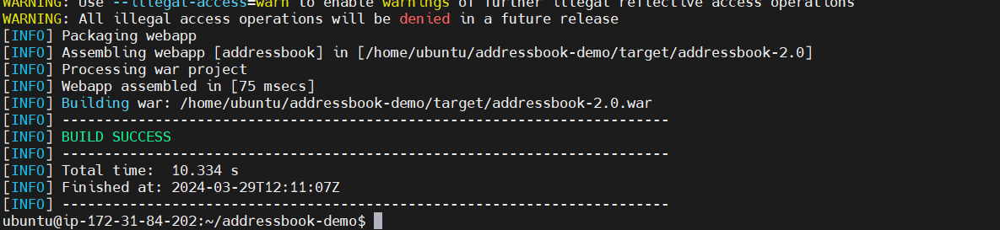 WARNING: Use --illegal-access=warn to enable warnings of further illegal reflective access operations
WARNING: All illegal access operations will be denied in a future release
[INFO] Packaging webapp
[INFO] Assembling webapp [addressbook] in [/home/ubuntu/addressbook-demo/target/addressbook-2.0]
[INFO] Processing war project
[INFO] Webapp assembled in [75 msecs]
[INFO] Building war: /home/ubuntu/addressbook-demo/target/addressbook-2.0.war
[INFO] ------------------------------------------------------------------------
[INFO] BUILD SUCCESS
[INFO] ------------------------------------------------------------------------
[INFO] Total time:  10.334 s
[INFO] Finished at: 2024-03-29T12:11:07Z
[INFO] ------------------------------------------------------------------------
ubuntu@ip-172-31-84-202:~/addressbook-demo$